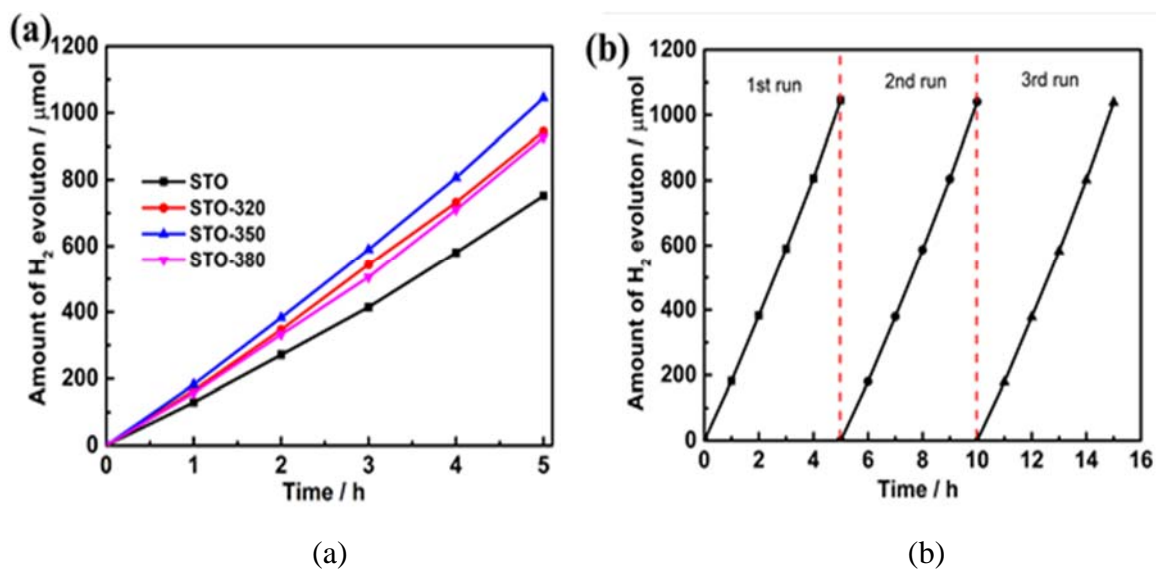 (a)
1200
1000
800
600
400
200
0
Amount of H2 evoluton / μmol
STO
STO-320
STO-350
STO-380
0 1 2 3 4 5
Time / h
(b)
1200
1000
800
600
400
200
0
Amount of H2 evoluton / μmol
1st run 2nd run 3rd run
0 2 4 6 8 10 12 14 16
Time / h
(a) (b)